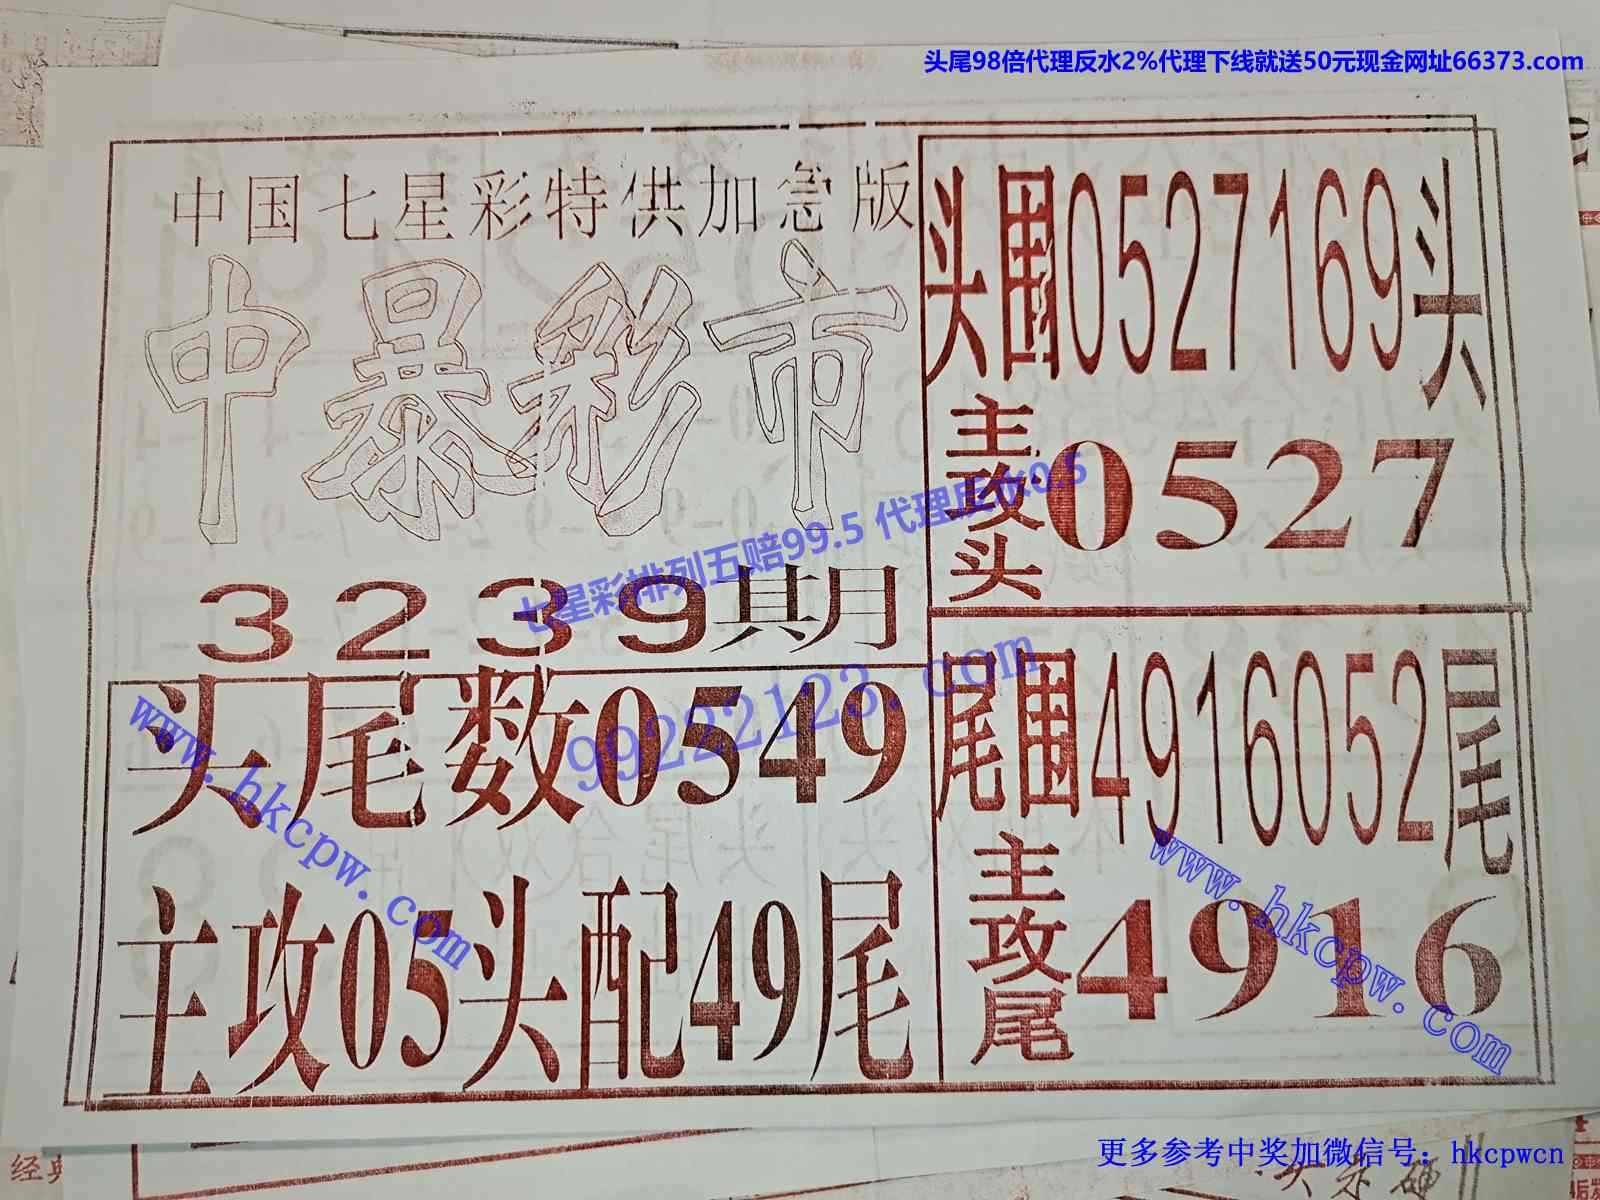 头尾98倍代理反水2%代理下线就送50元现金网址66373.com
中国七星彩特供加急版
中暴彩市
3239期
头尾数0549
主攻05头配49尾
头围0527169头
主攻头0527
尾围4916052尾
主攻尾4916
七星彩排列五赔99.5 代理反水0.5
99222123.com
www.hkcpw.com
www.hkcpw.com
更多参考中奖加微信号：hkcpwcn
经典